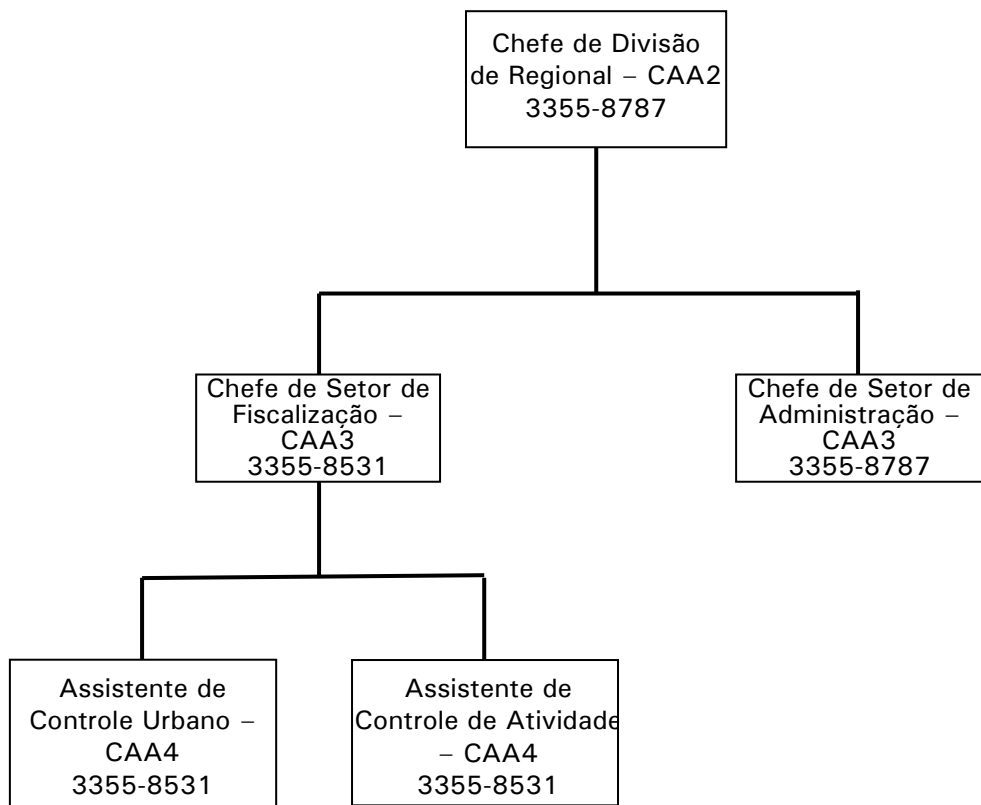 Chefe de Divisão
de Regional – CAA2
3355-8787
Chefe de Setor de
Fiscalização –
CAA3
3355-8531
Chefe de Setor de
Administração –
CAA3
3355-8787
Assistente de
Controle Urbano –
CAA4
3355-8531
Assistente de
Controle de Atividade
– CAA4
3355-8531